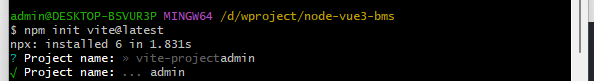 admin@DESKTOP-BSVUR3P MINGW64 /d/wproject/node-vue3-bms
$ npm init vite@latest
npx: installed 6 in 1.831s
? Project name: » vite-projectadmin
√ Project name: ... admin